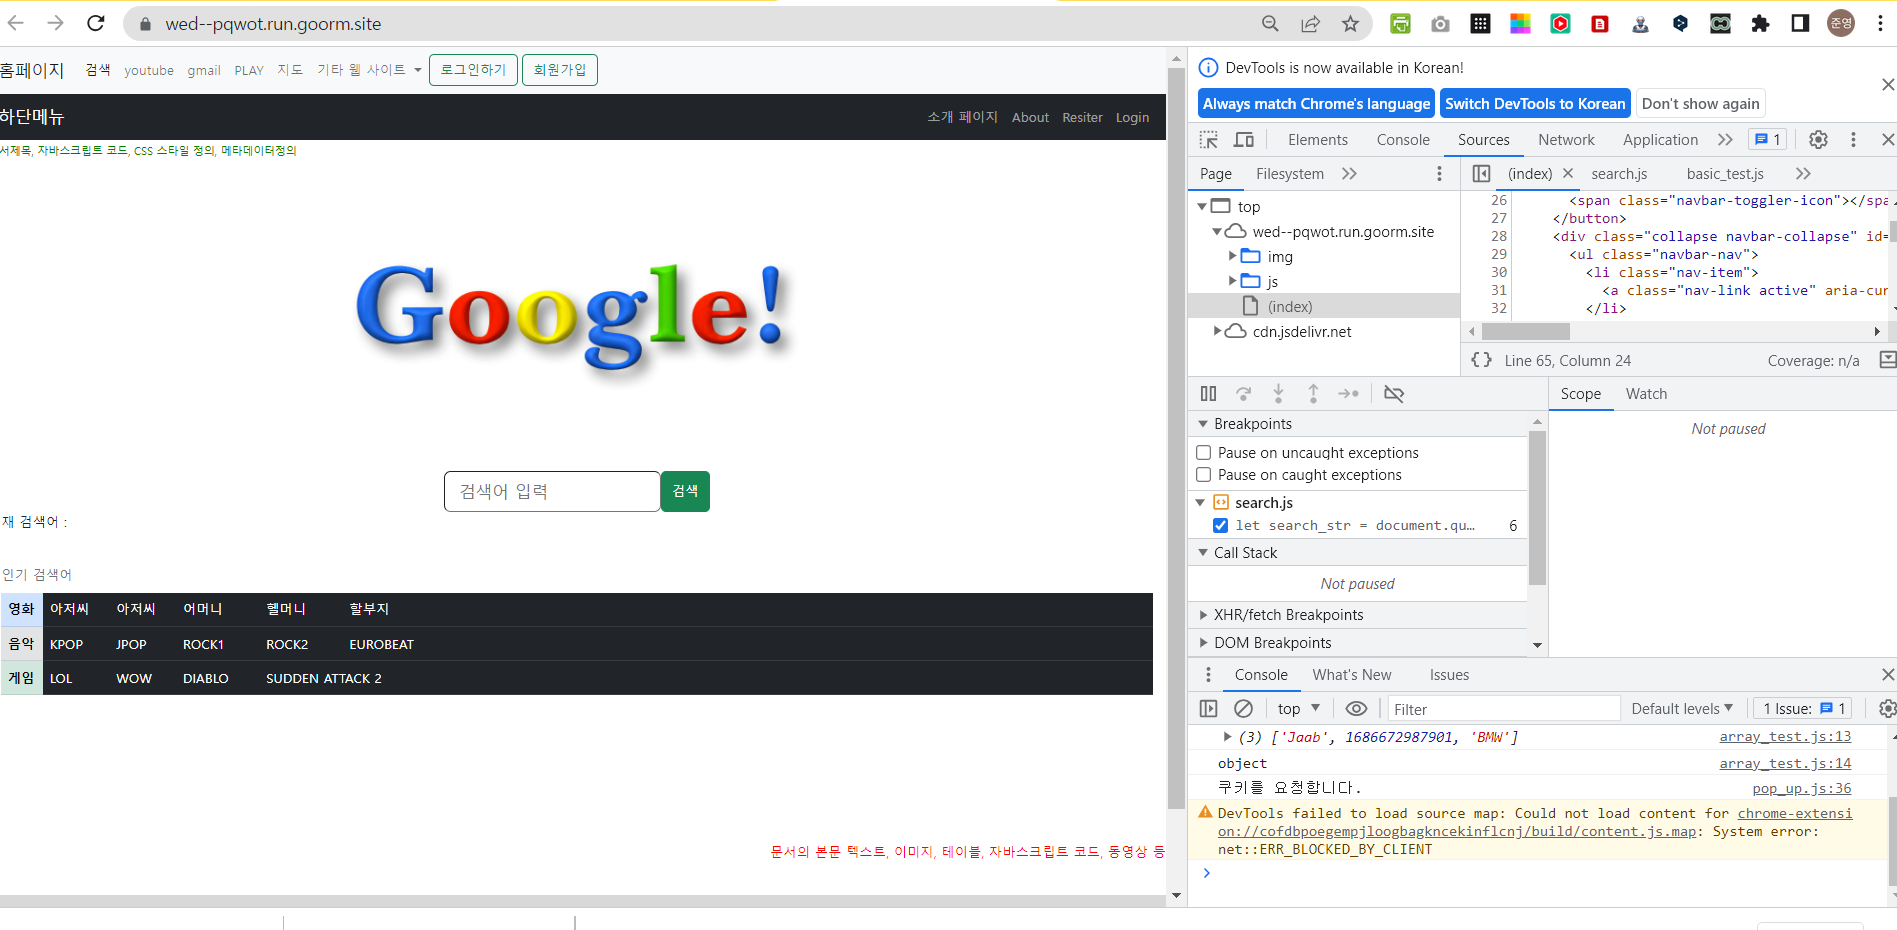 wed--pqwot.run.goorm.site
준영
홈페이지 검색 youtube gmail PLAY 지도 기타 웹 사이트 로그인하기 회원가입
하단메뉴 소개 페이지 About Resiter Login
서제목, 자바스크립트 코드, CSS 스타일 정의, 메타데이터정의
Google!
검색어 입력 검색
재 검색어 :
인기 검색어
영화 아저씨 아저씨 어머니 헬머니 할부지
음악 KPOP JPOP ROCK1 ROCK2 EUROBEAT
게임 LOL WOW DIABLO SUDDEN ATTACK 2
문서의 본문 텍스트, 이미지, 테이블, 자바스크립트 코드, 동영상 등
DevTools is now available in Korean!
Always match Chrome's language Switch DevTools to Korean Don't show again
Elements Console Sources Network Application 1
Page Filesystem
top
wed--pqwot.run.goorm.site
img
js
(index)
cdn.jsdelivr.net
(index) search.js basic_test.js
26 <span class="navbar-toggler-icon"></spa
27 </button>
28 <div class="collapse navbar-collapse" id=
29 <ul class="navbar-nav">
30 <li class="nav-item">
31 <a class="nav-link active" aria-cur
32 </li>
{} Line 65, Column 24 Coverage: n/a
Breakpoints
Pause on uncaught exceptions
Pause on caught exceptions
search.js
let search_str = document.qu… 6
Call Stack
Not paused
XHR/fetch Breakpoints
DOM Breakpoints
Scope Watch
Not paused
Console What's New Issues
top Filter Default levels 1 Issue: 1
(3) ['Jaab', 1686672987901, 'BMW'] array_test.js:13
object array_test.js:14
쿠키를 요청합니다. pop_up.js:36
DevTools failed to load source map: Could not load content for chrome-extensi
on://cofdbpoegempjloogbagkncekinflcnj/build/content.js.map: System error:
net::ERR_BLOCKED_BY_CLIENT